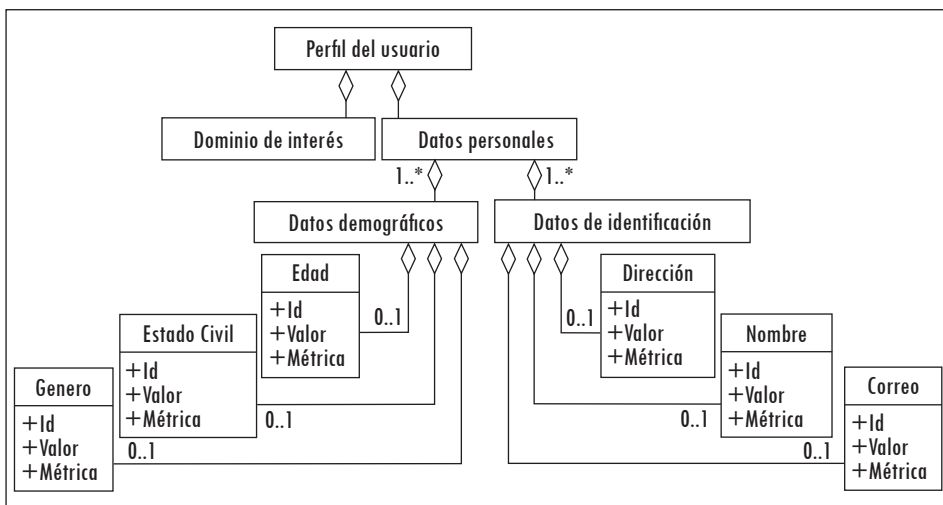 Perfil del usuario
Dominio de interés
Datos personales
1..*
1..*
Datos demográficos
Datos de identificación
Edad
+Id
+Valor
+Métrica
0..1
Dirección
+Id
+Valor
+Métrica
0..1
Estado Civil
+Id
+Valor
+Métrica
0..1
Nombre
+Id
+Valor
+Métrica
0..1
Genero
+Id
+Valor
+Métrica
0..1
Correo
+Id
+Valor
+Métrica
0..1